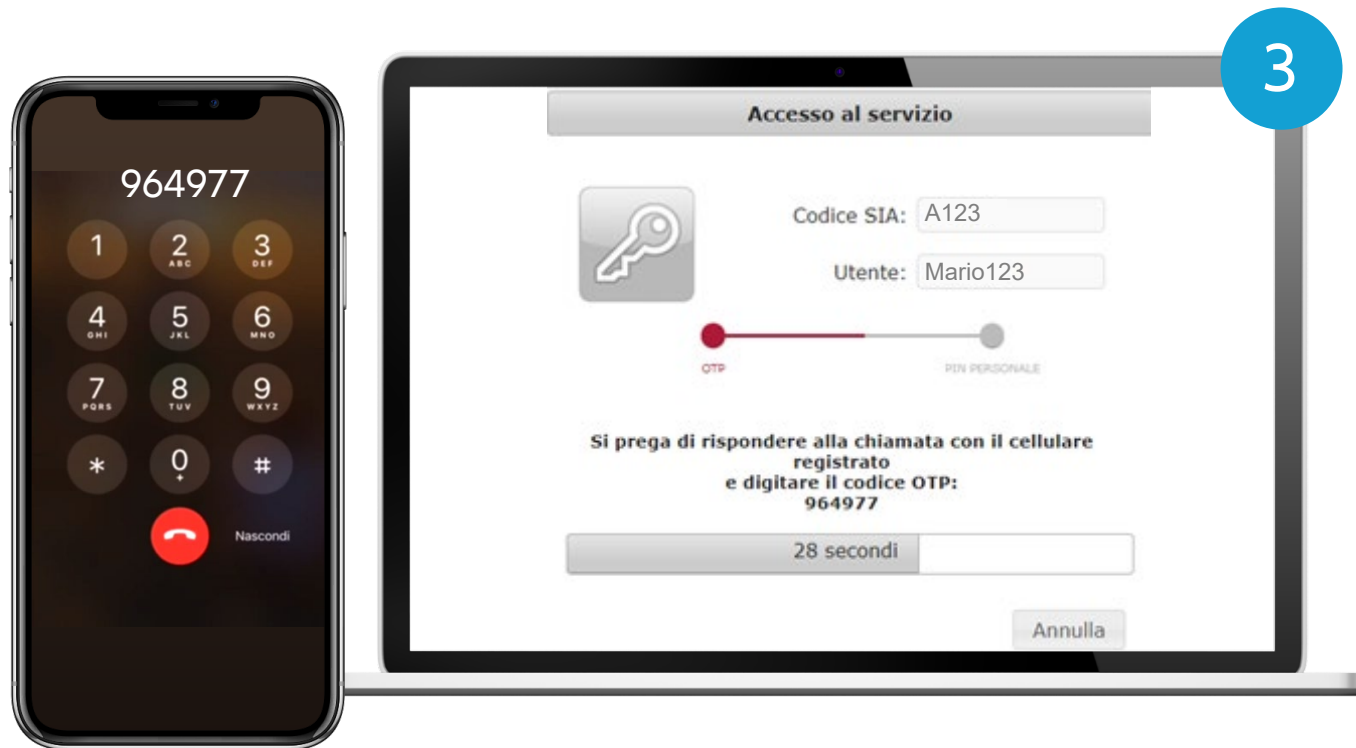 3
964977
1
2
ABC
3
DEF
4
GHI
5
JKL
6
MNO
7
PQRS
8
TUV
9
WXYZ
*
0
+
#
Nascondi
Accesso al servizio
Codice SIA: A123
Utente: Mario123
OTP
PIN PERSONALE
Si prega di rispondere alla chiamata con il cellulare
registrato
e digitare il codice OTP:
964977
28 secondi
Annulla